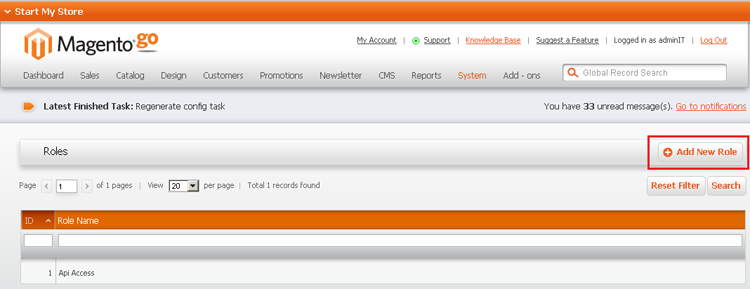 Start My Store
Magento go
My Account | Support | Knowledge Base | Suggest a Feature | Logged in as adminIT | Log Out
Dashboard Sales Catalog Design Customers Promotions Newsletter CMS Reports System Add - ons Global Record Search
Latest Finished Task: Regenerate config task You have 33 unread message(s). Go to notifications
Roles Add New Role
Page 1 of 1 pages | View 20 per page | Total 1 records found Reset Filter Search
ID Role Name
1 Api Access